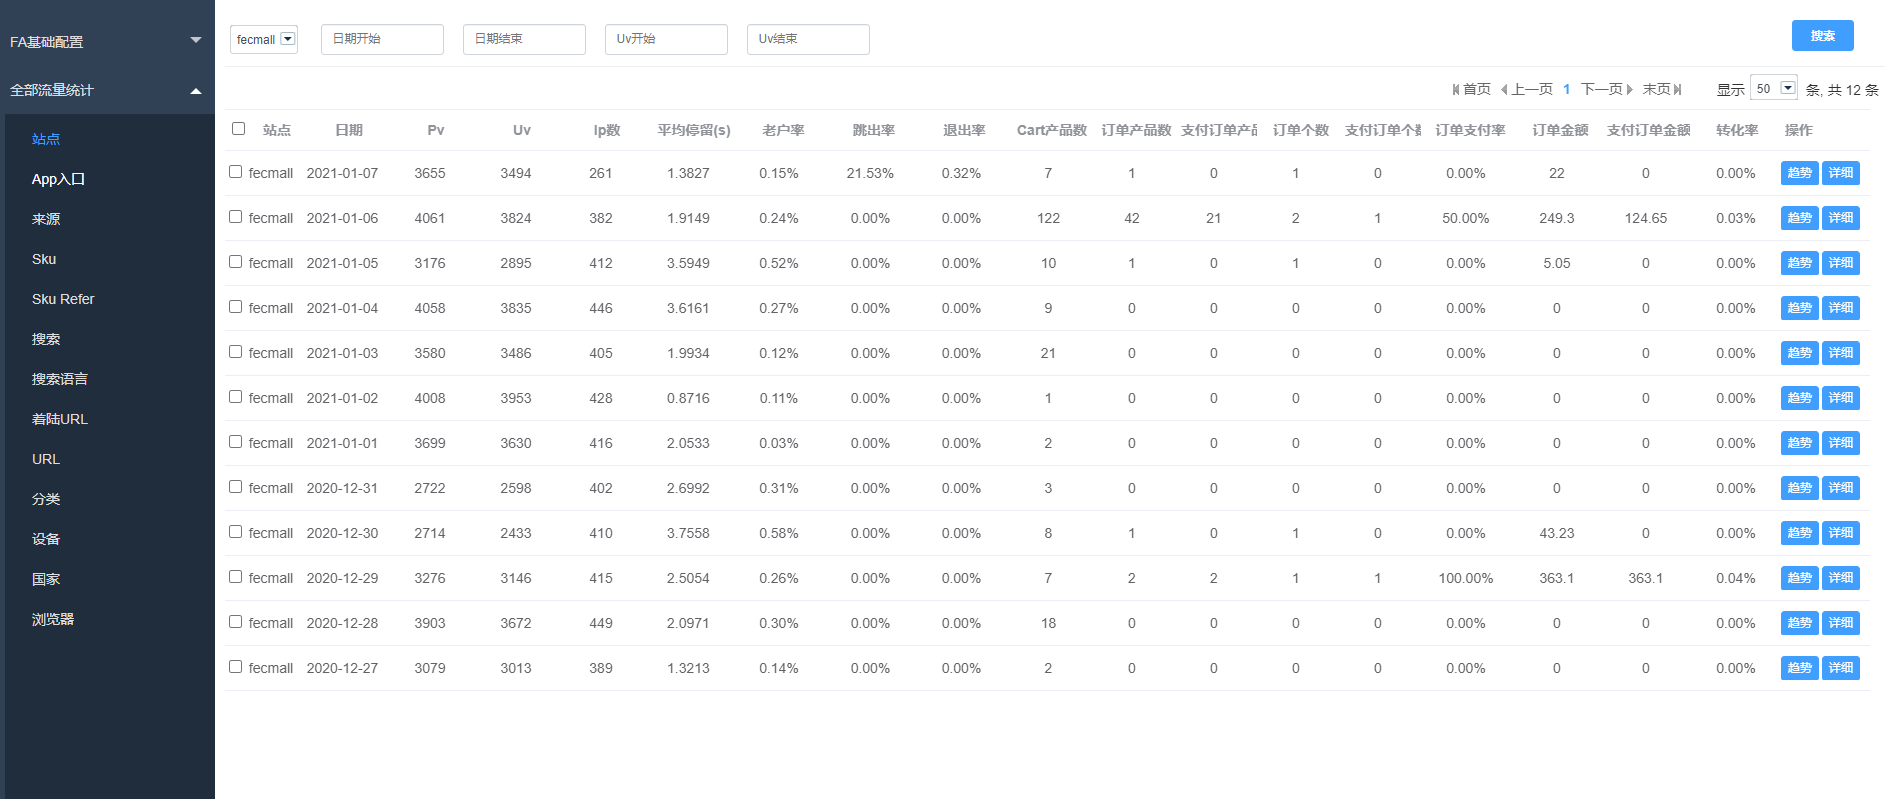 FA基础配置
全部流量统计
站点
App入口
来源
Sku
Sku Refer
搜索
搜索语言
着陆URL
URL
分类
设备
国家
浏览器
fecmall 日期开始 日期结束 Uv开始 Uv结束 搜索
首页 上一页 1 下一页 末页 显示 50 条, 共 12 条
站点 日期 Pv Uv Ip数 平均停留(s) 老户率 跳出率 退出率 Cart产品数 订单产品数 支付订单产品 订单个数 支付订单个数 订单支付率 订单金额 支付订单金额 转化率 操作
fecmall 2021-01-07 3655 3494 261 1.3827 0.15% 21.53% 0.32% 7 1 0 1 0 0.00% 22 0 0.00% 趋势 详细
fecmall 2021-01-06 4061 3824 382 1.9149 0.24% 0.00% 0.00% 122 42 21 2 1 50.00% 249.3 124.65 0.03% 趋势 详细
fecmall 2021-01-05 3176 2895 412 3.5949 0.52% 0.00% 0.00% 10 1 0 1 0 0.00% 5.05 0 0.00% 趋势 详细
fecmall 2021-01-04 4058 3835 446 3.6161 0.27% 0.00% 0.00% 9 0 0 0 0 0.00% 0 0 0.00% 趋势 详细
fecmall 2021-01-03 3580 3486 405 1.9934 0.12% 0.00% 0.00% 21 0 0 0 0 0.00% 0 0 0.00% 趋势 详细
fecmall 2021-01-02 4008 3953 428 0.8716 0.11% 0.00% 0.00% 1 0 0 0 0 0.00% 0 0 0.00% 趋势 详细
fecmall 2021-01-01 3699 3630 416 2.0533 0.03% 0.00% 0.00% 2 0 0 0 0 0.00% 0 0 0.00% 趋势 详细
fecmall 2020-12-31 2722 2598 402 2.6992 0.31% 0.00% 0.00% 3 0 0 0 0 0.00% 0 0 0.00% 趋势 详细
fecmall 2020-12-30 2714 2433 410 3.7558 0.58% 0.00% 0.00% 8 1 0 1 0 0.00% 43.23 0 0.00% 趋势 详细
fecmall 2020-12-29 3276 3146 415 2.5054 0.26% 0.00% 0.00% 7 2 2 1 1 100.00% 363.1 363.1 0.04% 趋势 详细
fecmall 2020-12-28 3903 3672 449 2.0971 0.30% 0.00% 0.00% 18 0 0 0 0 0.00% 0 0 0.00% 趋势 详细
fecmall 2020-12-27 3079 3013 389 1.3213 0.14% 0.00% 0.00% 2 0 0 0 0 0.00% 0 0 0.00% 趋势 详细